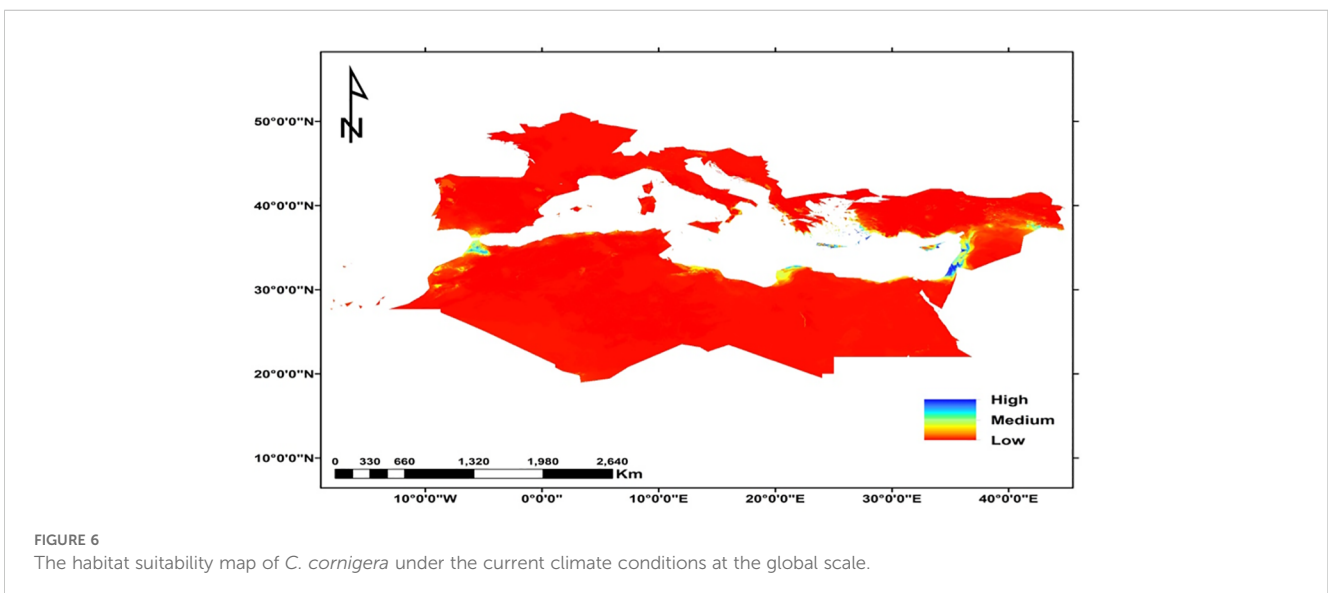 N
50°0'0"N
40°0'0"N
30°0'0"N
20°0'0"N
10°0'0"N
High
Medium
Low
0 330 660 1,320 1,980 2,640
Km
10°0'0"W 0°0'0" 10°0'0"E 20°0'0"E 30°0'0"E 40°0'0"E
FIGURE 6
The habitat suitability map of C. cornigera under the current climate conditions at the global scale.